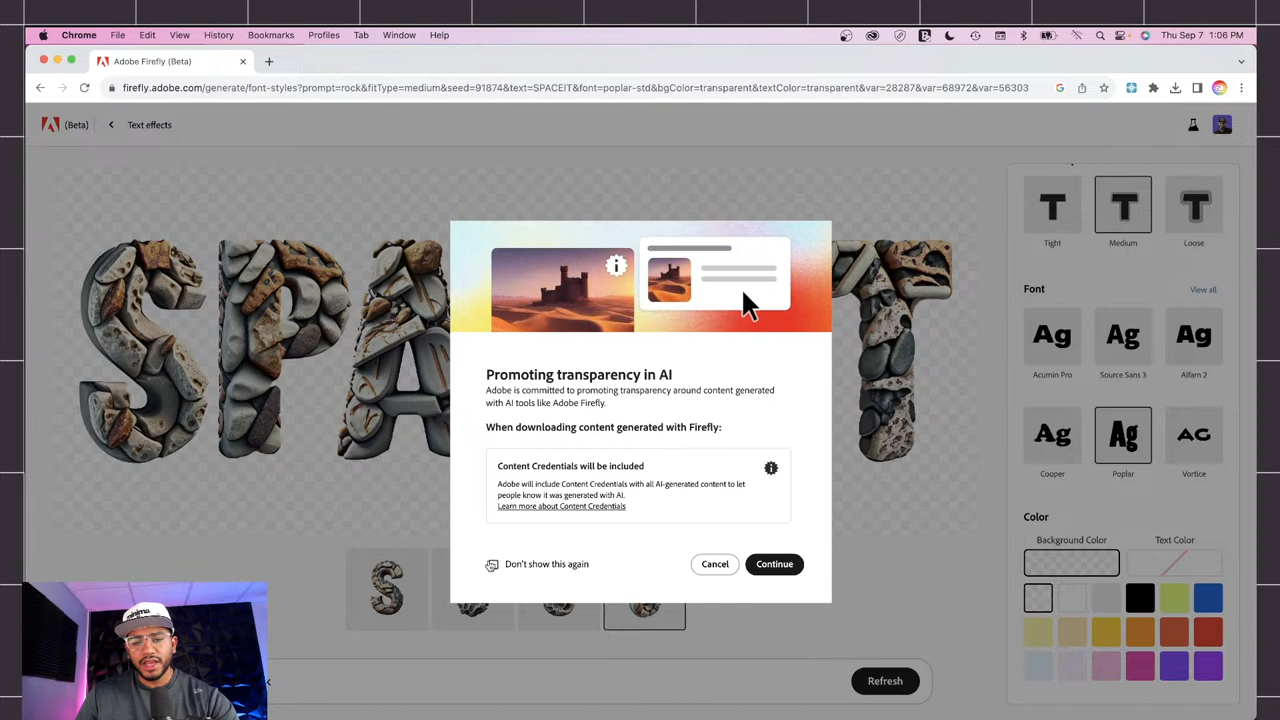 Chrome File Edit View History Bookmarks Profiles Tab Window Help Thu Sep 7 1:06 PM
Adobe Firefly (Beta)
firefly.adobe.com/generate/font-styles?prompt=rock&fitType=medium&seed=91874&text=SPACEIT&font=poplar-std&bgColor=transparent&textColor=transparent&var=28287&var=68972&var=56303
(Beta) Text effects
Tight Medium Loose
Font View all
Ag Ag Ag
Acumin Pro Source Sans 3 Alfarn 2
Ag Ag AG
Cooper Poplar Vortice
Color
Background Color Text Color
SPA T
Promoting transparency in AI
Adobe is committed to promoting transparency around content generated
with AI tools like Adobe Firefly.
When downloading content generated with Firefly:
Content Credentials will be included
Adobe will include Content Credentials with all AI-generated content to let
people know it was generated with AI.
Learn more about Content Credentials
Don't show this again Cancel Continue
S
Refresh